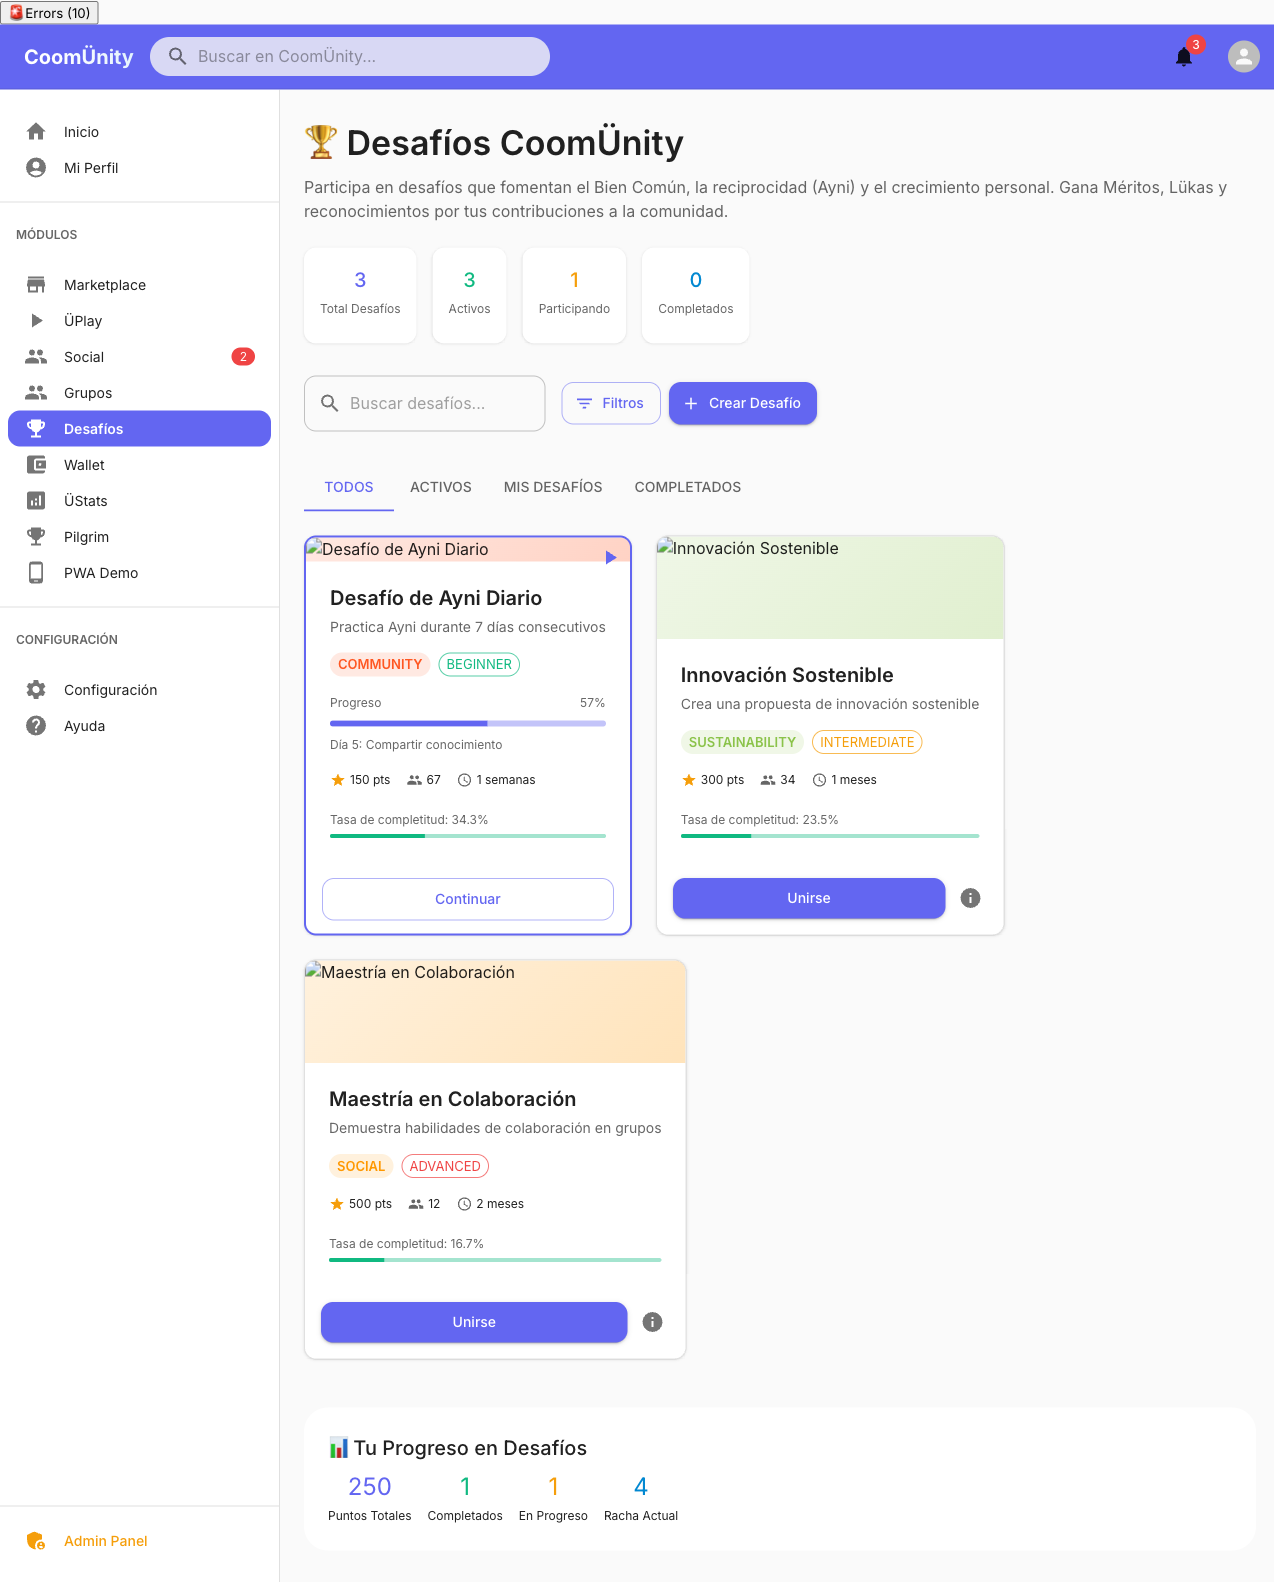 🚨Errors (10)
CoomÜnity
Buscar en CoomÜnity...
3
Inicio
Mi Perfil
MÓDULOS
Marketplace
ÜPlay
Social
2
Grupos
Desafíos
Wallet
ÜStats
Pilgrim
PWA Demo
CONFIGURACIÓN
Configuración
Ayuda
Admin Panel
🏆 Desafíos CoomÜnity
Participa en desafíos que fomentan el Bien Común, la reciprocidad (Ayni) y el crecimiento personal. Gana Méritos, Lükas y
reconocimientos por tus contribuciones a la comunidad.
3
Total Desafíos
3
Activos
1
Participando
0
Completados
Buscar desafíos...
Filtros
Crear Desafío
TODOS
ACTIVOS
MIS DESAFÍOS
COMPLETADOS
Desafío de Ayni Diario
Desafío de Ayni Diario
Practica Ayni durante 7 días consecutivos
COMMUNITY
BEGINNER
Progreso
57%
Día 5: Compartir conocimiento
150 pts
67
1 semanas
Tasa de completitud: 34.3%
Continuar
Innovación Sostenible
Innovación Sostenible
Crea una propuesta de innovación sostenible
SUSTAINABILITY
INTERMEDIATE
300 pts
34
1 meses
Tasa de completitud: 23.5%
Unirse
Maestría en Colaboración
Maestría en Colaboración
Demuestra habilidades de colaboración en grupos
SOCIAL
ADVANCED
500 pts
12
2 meses
Tasa de completitud: 16.7%
Unirse
📊 Tu Progreso en Desafíos
250
Puntos Totales
1
Completados
1
En Progreso
4
Racha Actual